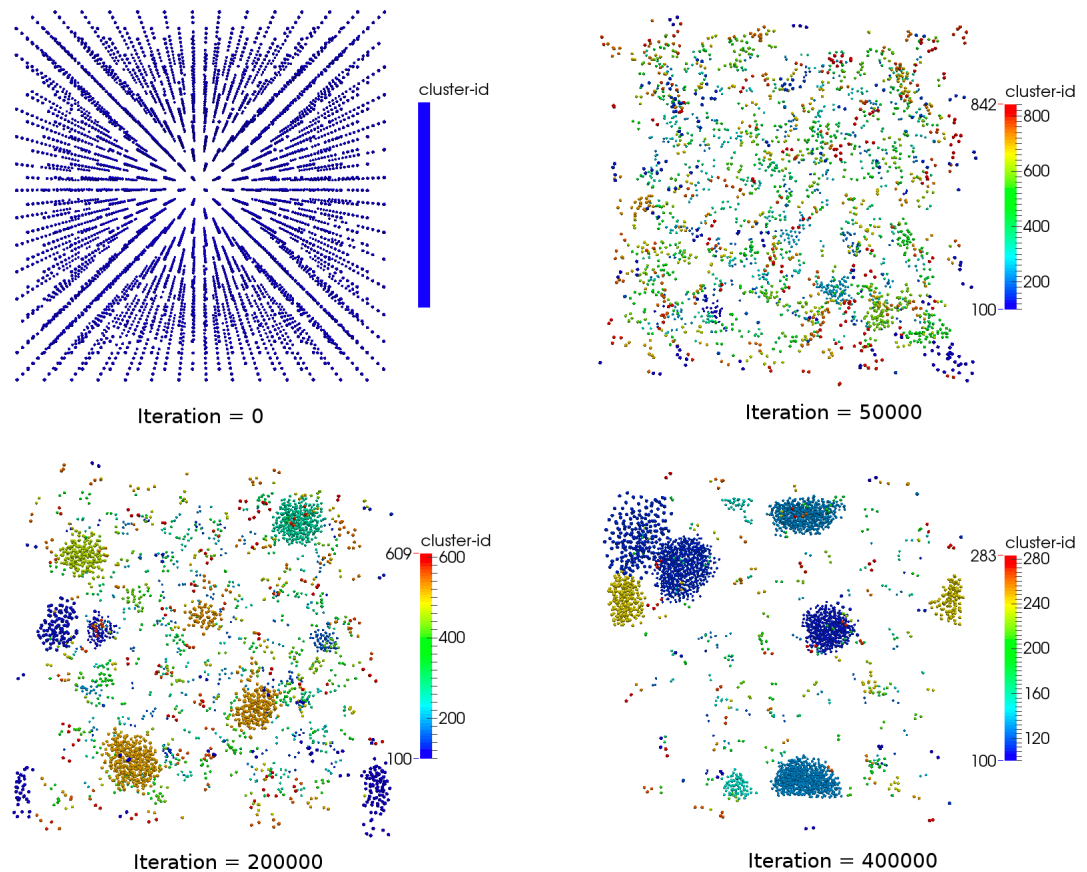 cluster-id
Iteration = 0
cluster-id
842
800
600
400
200
100
Iteration = 50000
cluster-id
609
600
400
200
100
Iteration = 200000
cluster-id
283
280
240
200
160
120
100
Iteration = 400000